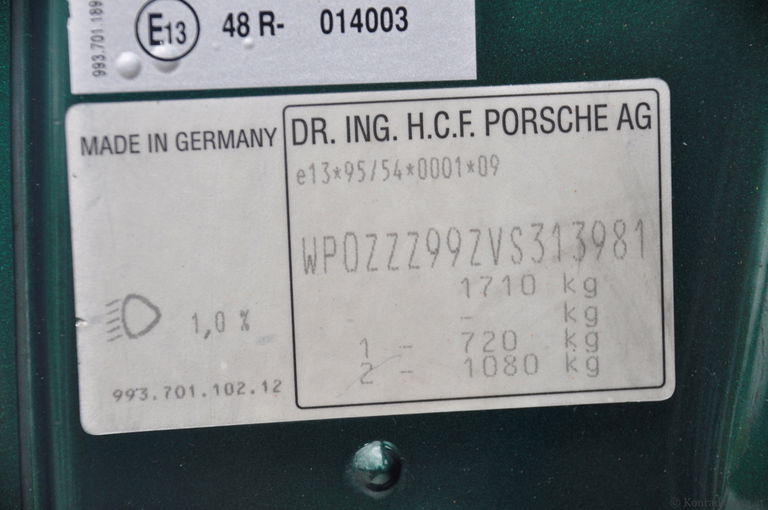 993.701.189
E13 48 R- 014003
MADE IN GERMANY
DR. ING. H.C.F. PORSCHE AG
e13*95/54*0001*09
WP0ZZZ99ZVS313981
1710 kg
- kg
1 - 720 kg
2 - 1080 kg
1,0 %
993.701.102.12